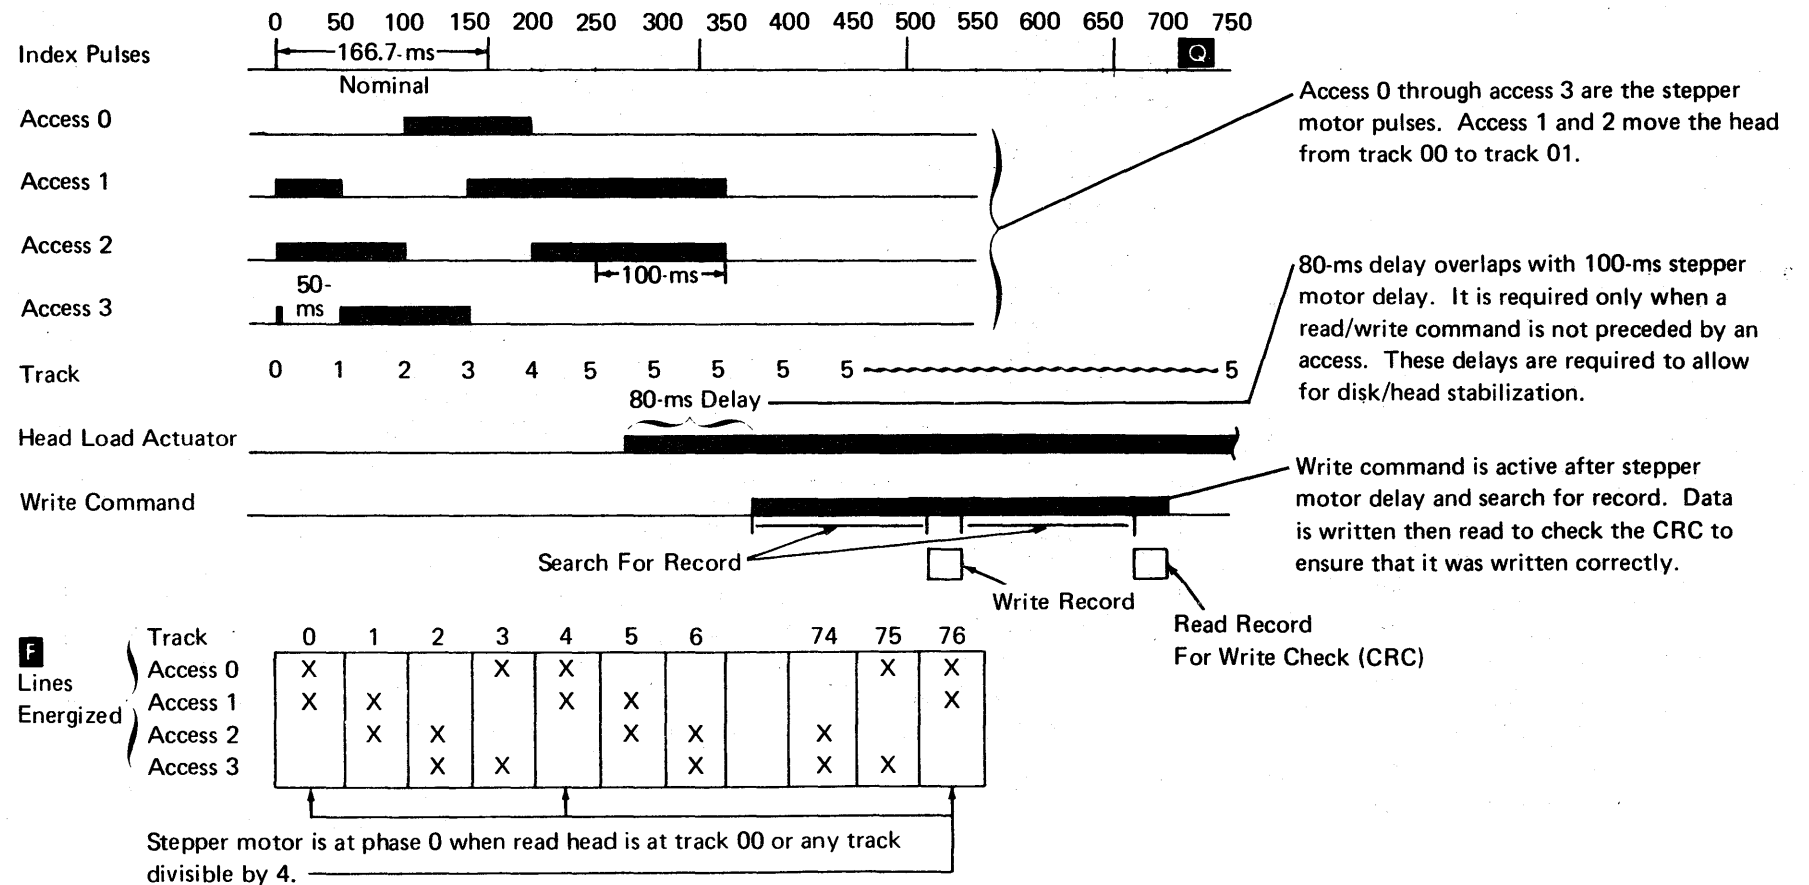 0 50 100 150 200 250 300 350 400 450 500 550 600 650 700 750
Index Pulses
166.7-ms
Q
Nominal
Access 0
Access 1
Access 2
100-ms
50-
ms
Access 3
Track 0 1 2 3 4 5 5 5 5 5 5
80-ms Delay
Head Load Actuator
Write Command
Search For Record
Write Record
Read Record
For Write Check (CRC)
Access 0 through access 3 are the stepper
motor pulses. Access 1 and 2 move the head
from track 00 to track 01.
80-ms delay overlaps with 100-ms stepper
motor delay. It is required only when a
read/write command is not preceded by an
access. These delays are required to allow
for disk/head stabilization.
Write command is active after stepper
motor delay and search for record. Data
is written then read to check the CRC to
ensure that it was written correctly.
F
Lines
Energized
Track 0 1 2 3 4 5 6 74 75 76
Access 0 X X X X X
Access 1 X X X X X
Access 2 X X X X X
Access 3 X X X X X
Stepper motor is at phase 0 when read head is at track 00 or any track
divisible by 4.